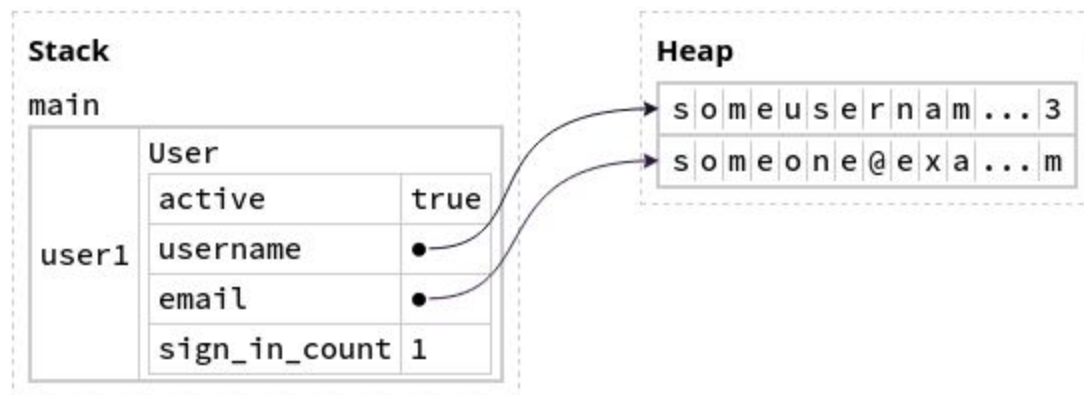 Stack
main
user1
User
active true
username
email
sign_in_count 1
Heap
someusernam...3
someone@exa...m